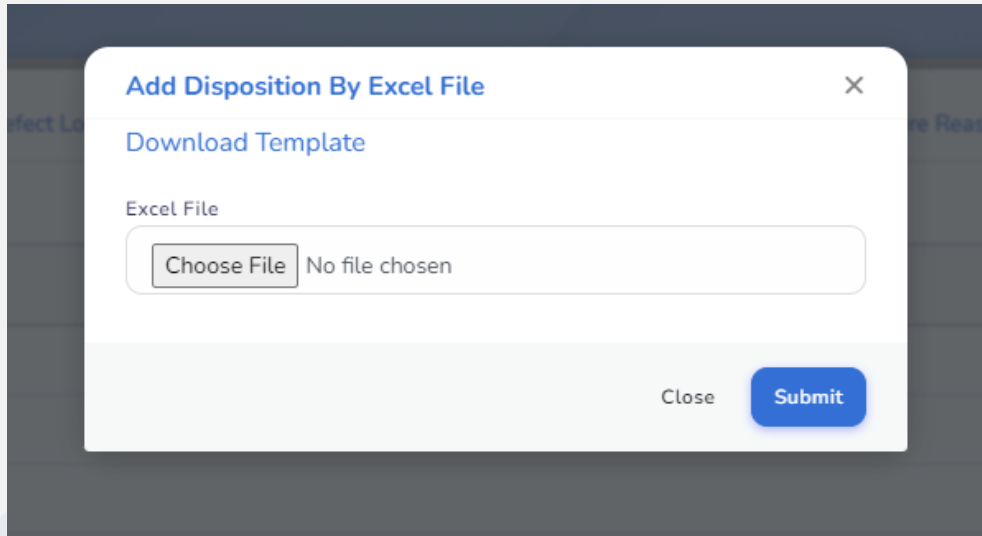 Add Disposition By Excel File
Download Template
Excel File
Choose File No file chosen
Close Submit